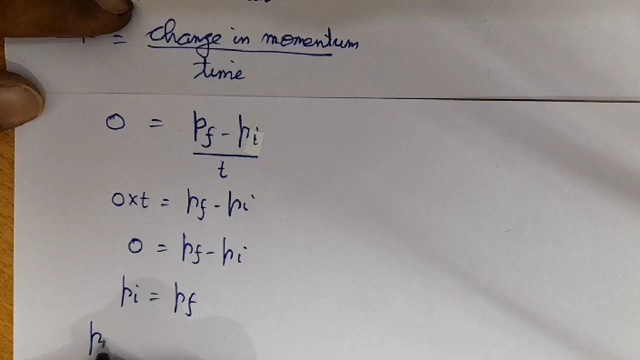 = change in momentum
time
0 = pf - pi
t
0×t = pf - pi
0 = pf - pi
pi = pf
p